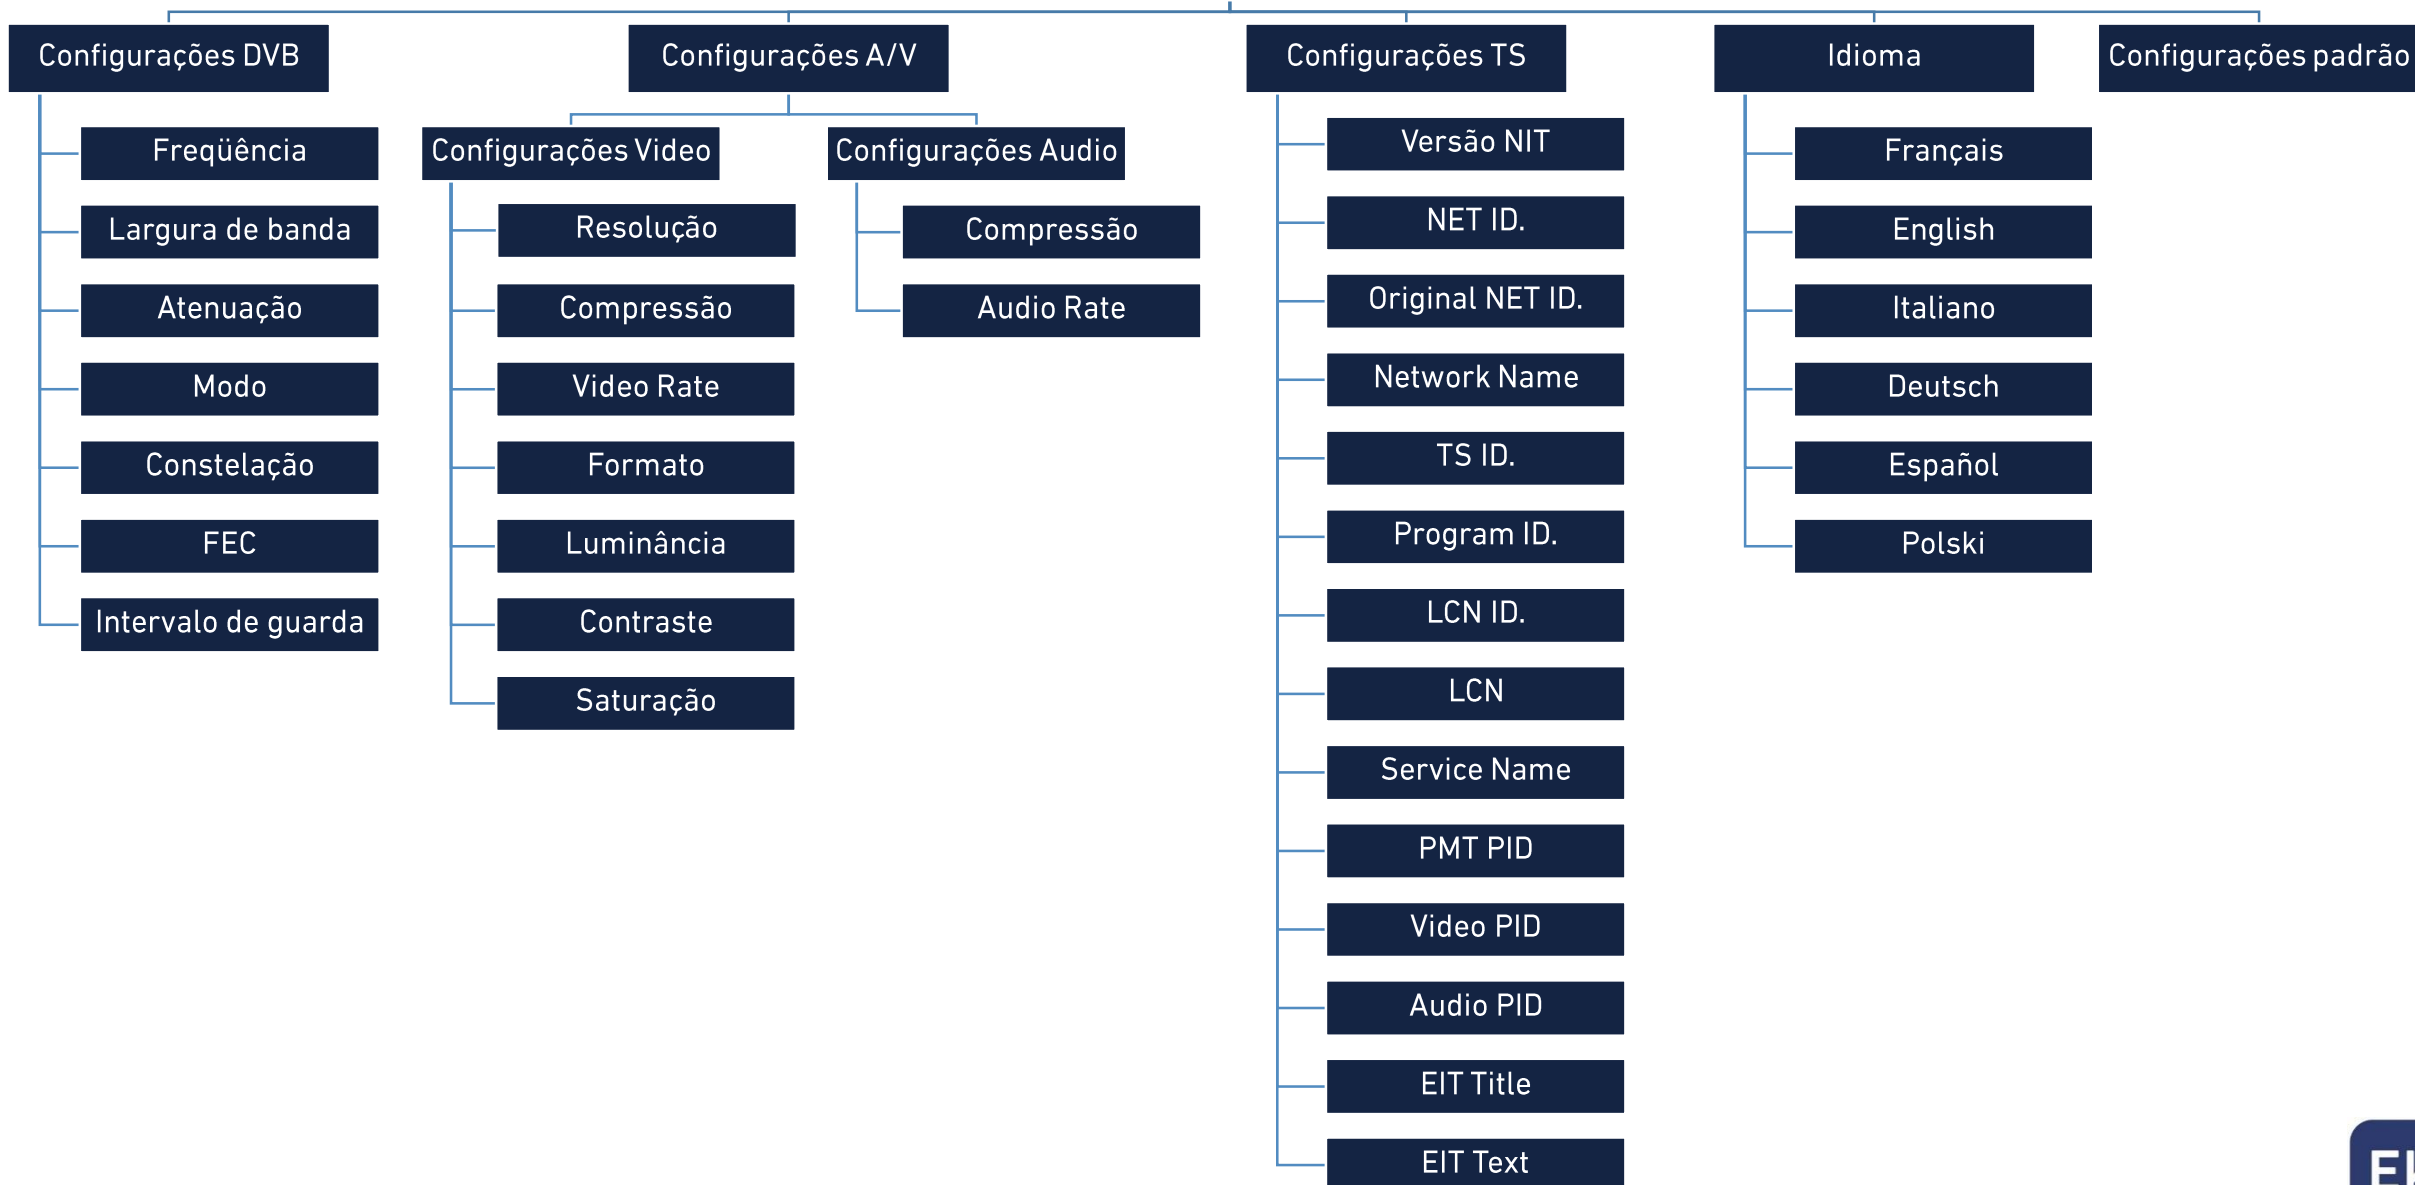 Configurações DVB
Freqüência
Largura de banda
Atenuação
Modo
Constelação
FEC
Intervalo de guarda
Configurações A/V
Configurações Video
Resolução
Compressão
Video Rate
Formato
Luminância
Contraste
Saturação
Configurações Audio
Compressão
Audio Rate
Configurações TS
Versão NIT
NET ID.
Original NET ID.
Network Name
TS ID.
Program ID.
LCN ID.
LCN
Service Name
PMT PID
Video PID
Audio PID
EIT Title
EIT Text
Idioma
Français
English
Italiano
Deutsch
Español
Polski
Configurações padrão